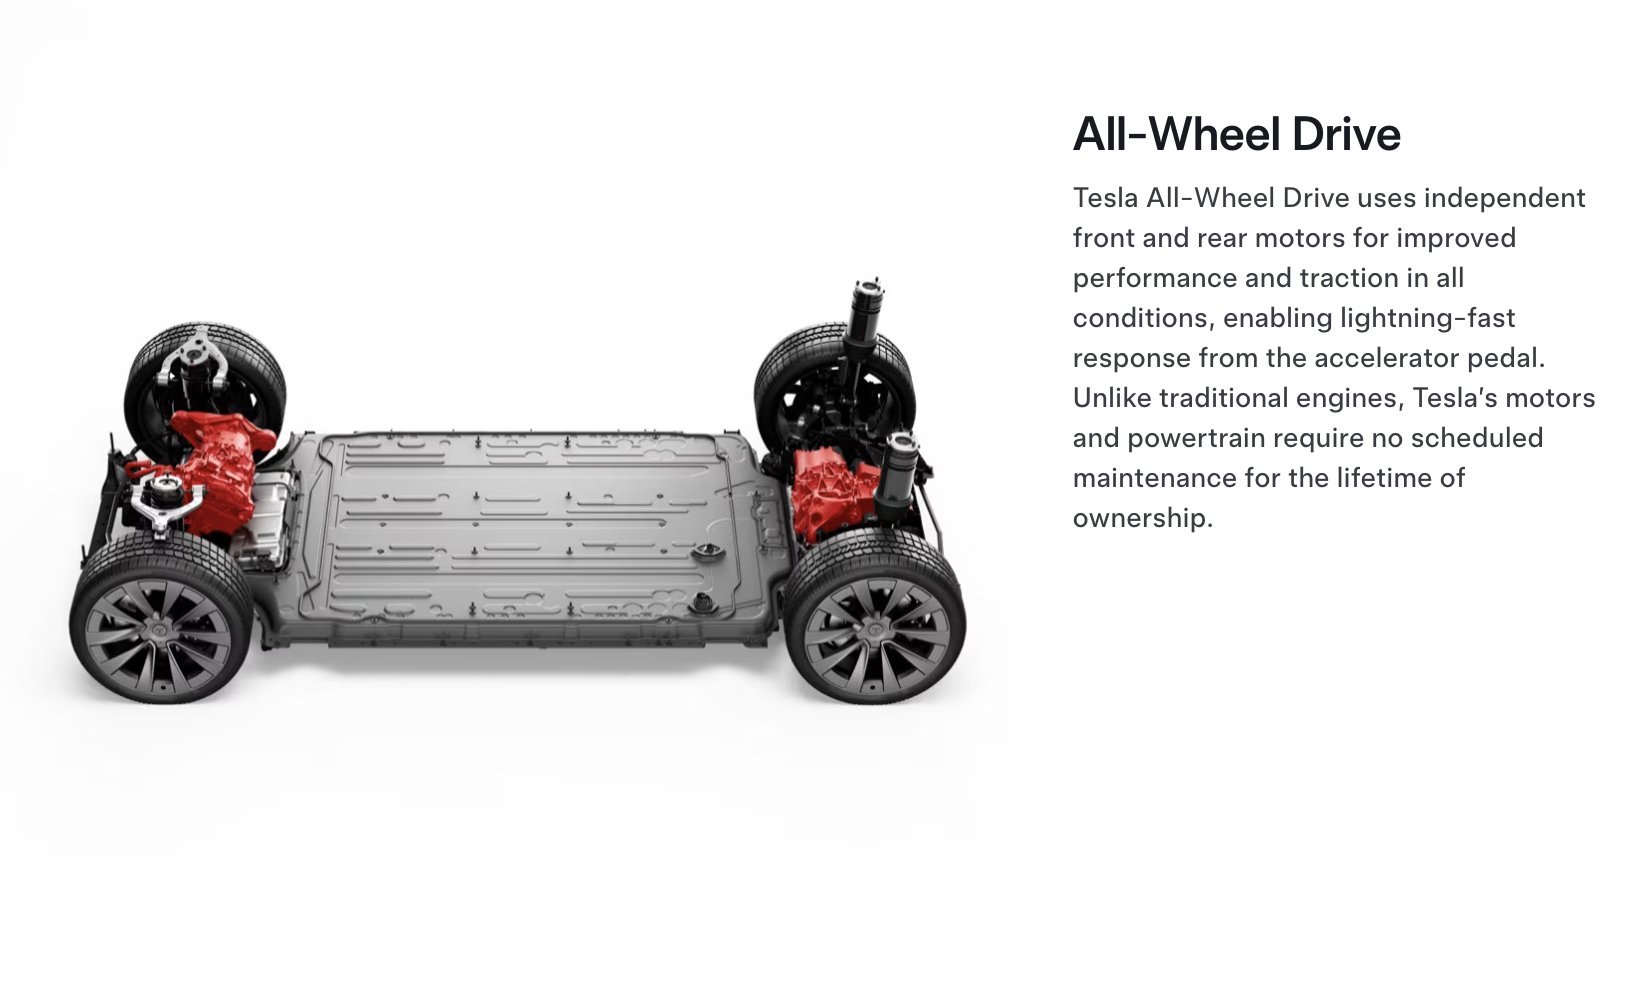 All-Wheel Drive
Tesla All-Wheel Drive uses independent
front and rear motors for improved
performance and traction in all
conditions, enabling lightning-fast
response from the accelerator pedal.
Unlike traditional engines, Tesla’s motors
and powertrain require no scheduled
maintenance for the lifetime of
ownership.